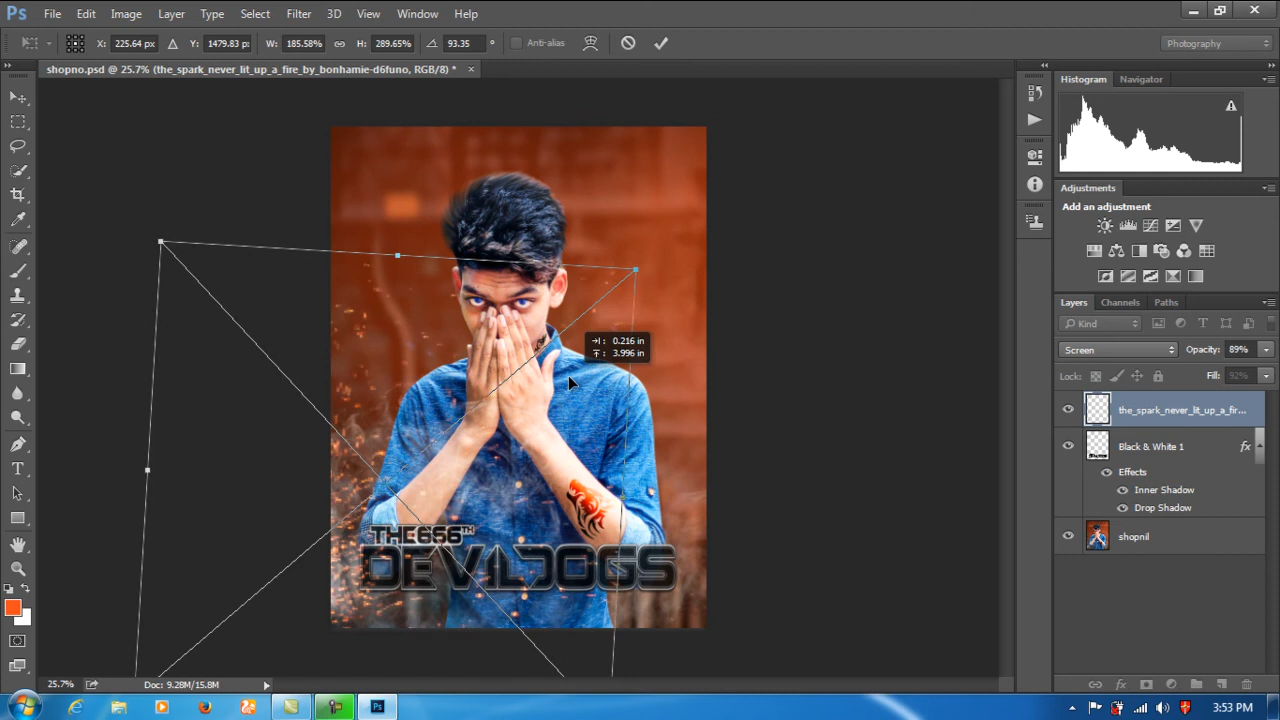 Ps File Edit Image Layer Type Select Filter 3D View Window Help
X: 225.64 px Y: 1479.83 p: W: 185.58% H: 289.65% 93.35 ° Anti-alias Photography
shopno.psd @ 25.7% (the_spark_never_lit_up_a_fire_by_bonhamie-d6funo, RGB/8) * ×
Histogram Navigator
Adjustments
Add an adjustment
Layers Channels Paths
Kind
Screen Opacity: 89%
Lock: Fill: 92%
the_spark_never_lit_up_a_fir...
Black & White 1 fx
Effects
Inner Shadow
Drop Shadow
shopnil
0.216 in
3.996 in
THE666TH
DEVILDOGS
25.7% Doc: 9.28M/15.8M
3:53 PM